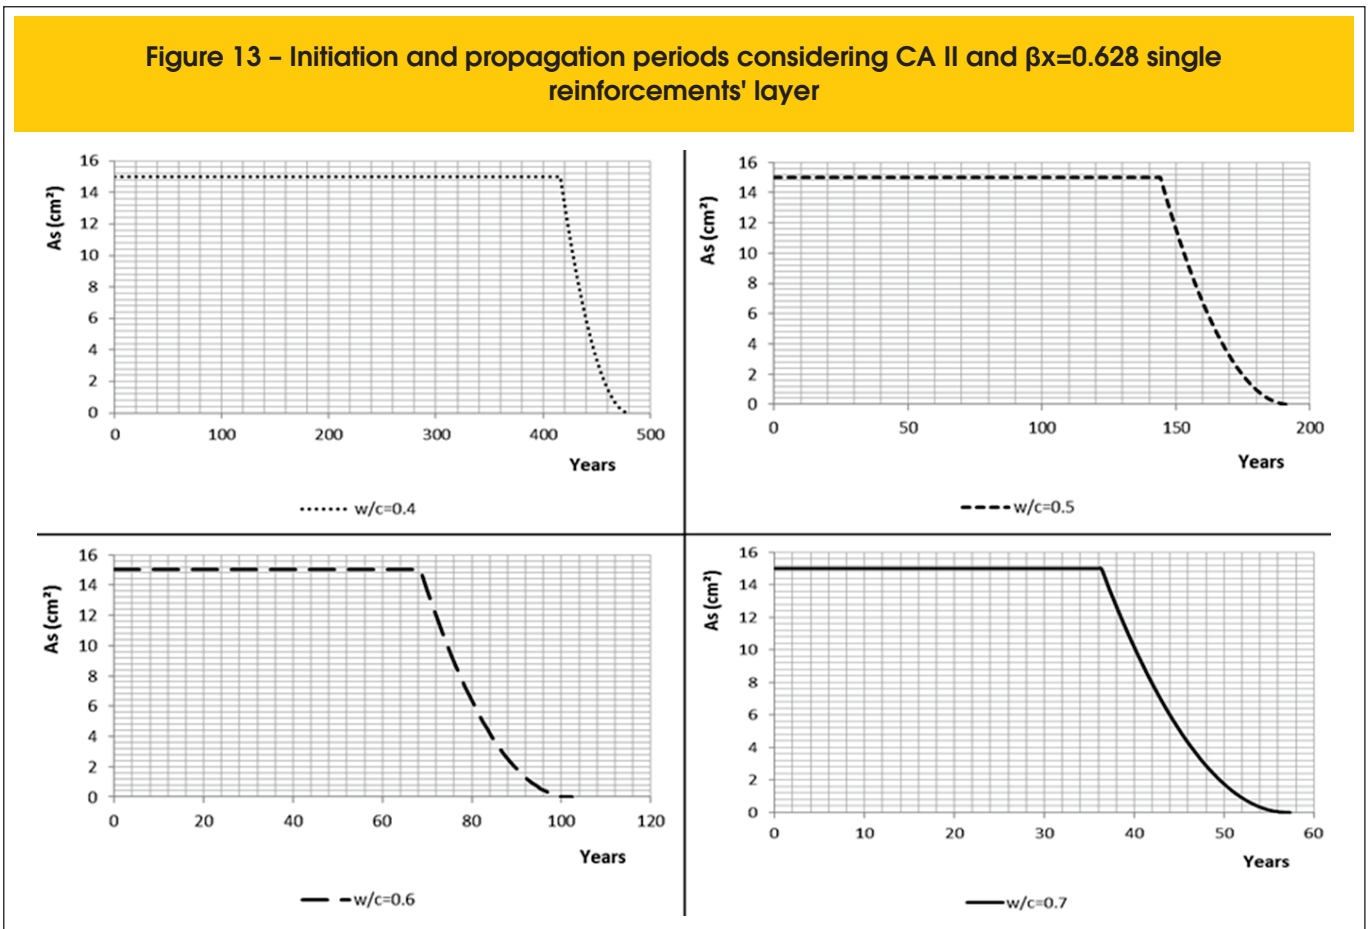 Figure 13 – Initiation and propagation periods considering CA II and βx=0.628 single
reinforcements' layer
As (cm²)
16
14
12
10
8
6
4
2
0
0 100 200 300 400 500
Years
w/c=0.4
As (cm²)
16
14
12
10
8
6
4
2
0
0 50 100 150 200
Years
w/c=0.5
As (cm²)
16
14
12
10
8
6
4
2
0
0 20 40 60 80 100 120
Years
w/c=0.6
As (cm²)
16
14
12
10
8
6
4
2
0
0 10 20 30 40 50 60
Years
w/c=0.7